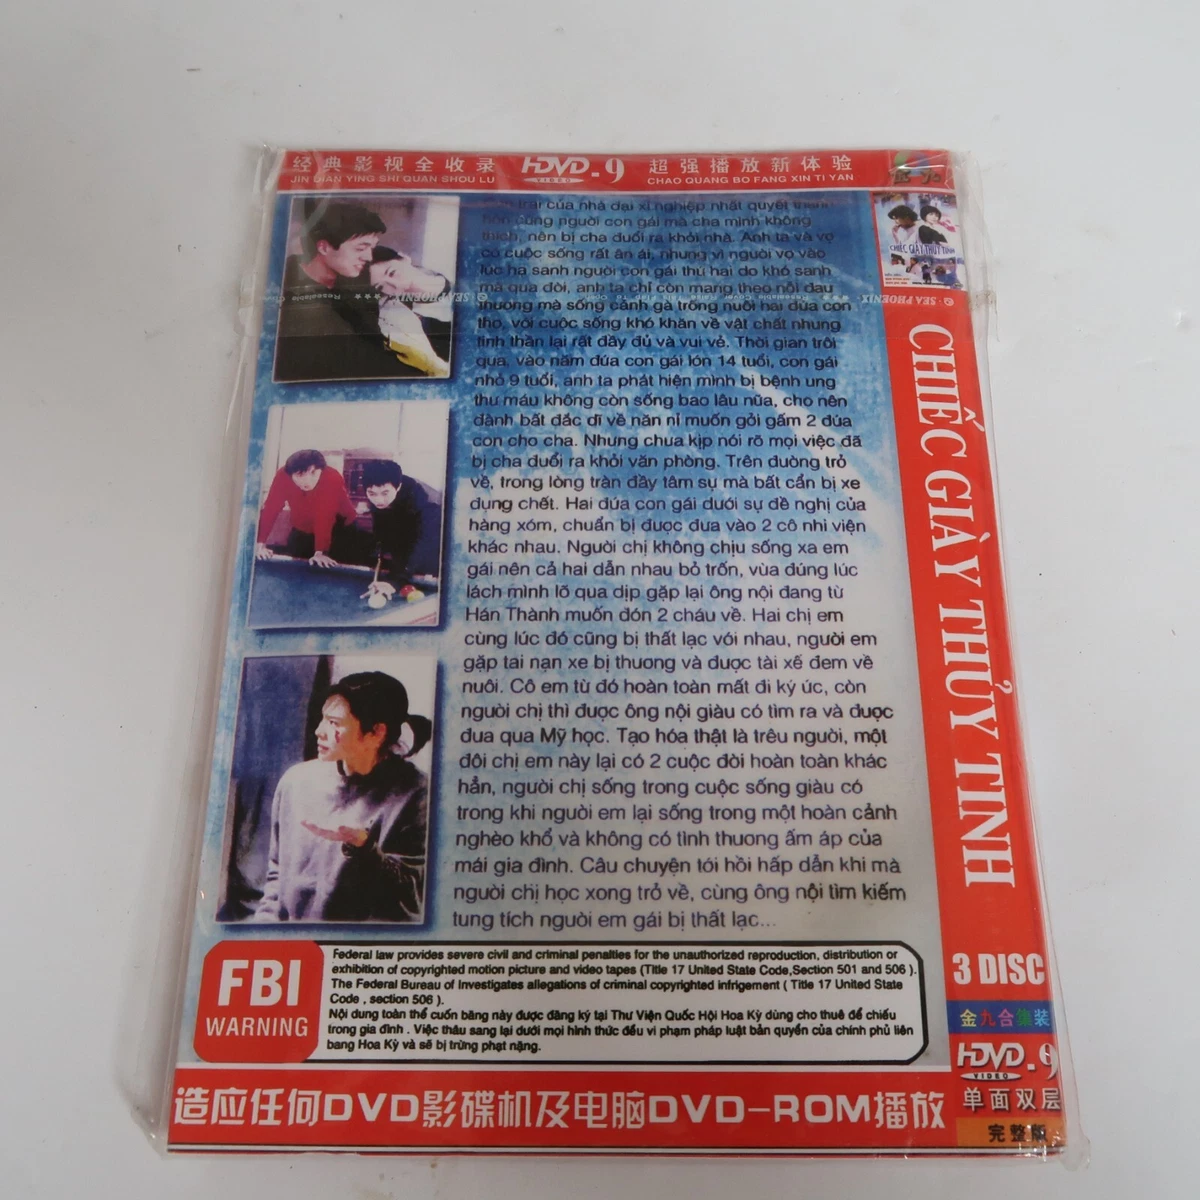 经典影视全收录 HDVD-9 超强播放新体验
JIN DIAN YING SHI QUAN SHOU LU VIDEO CHAO QUANG BO FANG XIN TI YAN
trai của nhà đại xí nghiệp nhất quyết thành
hôn cùng người con gái mà cha mình không
thích, nên bị cha đuổi ra khỏi nhà. Anh ta và vợ
có cuộc sống rất ân ái, nhưng vì người vợ vào
lúc hạ sanh người con gái thứ hai do khó sanh
mà qua đời, anh ta chỉ còn mang theo nỗi đau
thương mà sống cảnh gà trống nuôi hai đứa con
thơ, với cuộc sống khó khăn về vật chất nhưng
tinh thần lại rất đầy đủ và vui vẻ. Thời gian trôi
qua, vào năm đứa con gái lớn 14 tuổi, con gái
nhỏ 9 tuổi, anh ta phát hiện mình bị bệnh ung
thư máu không còn sống bao lâu nữa, cho nên
đành bất đắc dĩ về năn nỉ muốn gởi gấm 2 đứa
con cho cha. Nhưng chưa kịp nói rõ mọi việc đã
bị cha đuổi ra khỏi văn phòng. Trên đường trở
về, trong lòng tràn đầy tâm sự mà bất cẩn bị xe
đụng chết. Hai đứa con gái dưới sự đề nghị của
hàng xóm, chuẩn bị được đưa vào 2 cô nhi viện
khác nhau. Người chị không chịu sống xa em
gái nên cả hai dẫn nhau bỏ trốn, vừa đúng lúc
lách mình lỡ qua dịp gặp lại ông nội đang từ
Hán Thành muốn đón 2 cháu về. Hai chị em
cùng lúc đó cũng bị thất lạc với nhau, người em
gặp tai nạn xe bị thương và được tài xế đem về
nuôi. Cô em từ đó hoàn toàn mất đi ký ức, còn
người chị thì được ông nội giàu có tìm ra và được
đưa qua Mỹ học. Tạo hóa thật là trêu người, một
đôi chị em này lại có 2 cuộc đời hoàn toàn khác
hẳn, người chị sống trong cuộc sống giàu có
trong khi người em lại sống trong một hoàn cảnh
nghèo khổ và không có tình thương ấm áp của
mái gia đình. Câu chuyện tới hồi hấp dẫn khi mà
người chị học xong trở về, cùng ông nội tìm kiếm
tung tích người em gái bị thất lạc...
FBI
WARNING
Federal law provides severe civil and criminal penalties for the unauthorized reproduction, distribution or
exhibition of copyrighted motion picture and video tapes (Title 17 United State Code,Section 501 and 506 ).
The Federal Bureau of Investigates allegations of criminal copyrighted infrigement ( Title 17 United State
Code , section 506 ).
Nội dung toàn thể cuốn băng này được đăng ký tại Thư Viện Quốc Hội Hoa Kỳ dùng cho thuê để chiếu
trong gia đình . Việc thâu sang lại dưới mọi hình thức đều vi phạm pháp luật bản quyền của chính phủ liên
bang Hoa Kỳ và sẽ bị trừng phạt nặng.
造应任何DVD影碟机及电脑DVD-ROM播放
CHIẾC GIÀY THỦY TINH
SEA PHOENIX
CHIẾC GIÀY THỦY TINH
3 DISC
金九合集装
HDVD-9
VIDEO
单面双层
完整版